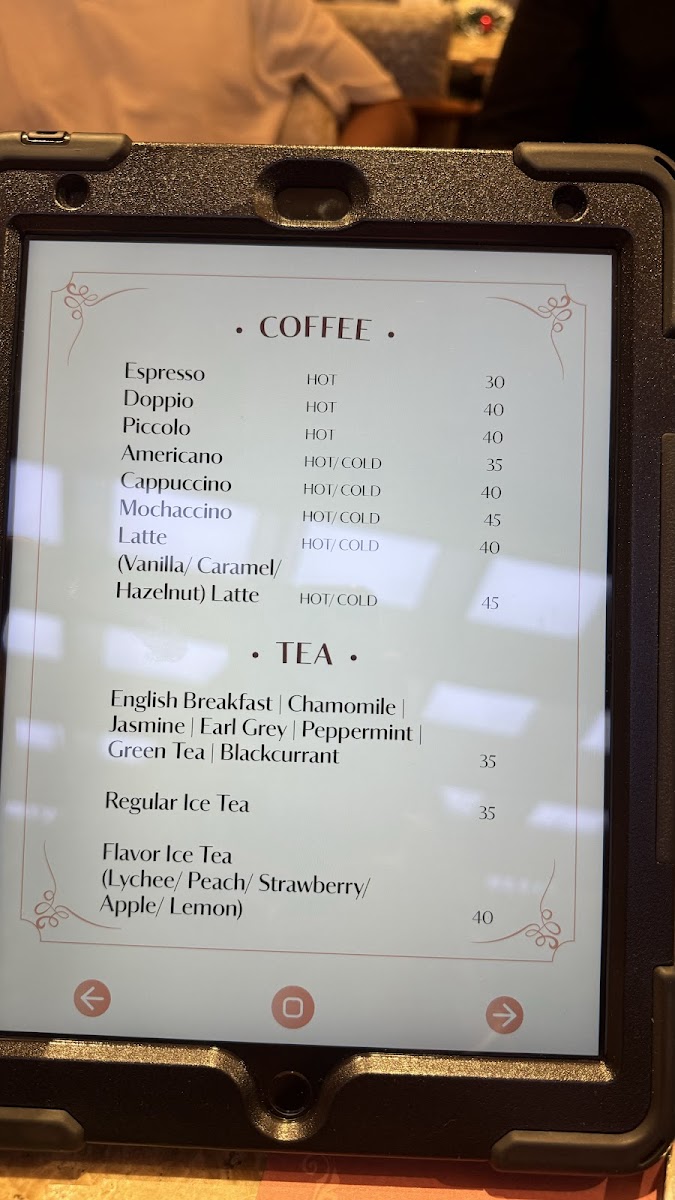 • COFFEE •
Espresso HOT 30
Doppio HOT 40
Piccolo HOT 40
Americano HOT/ COLD 35
Cappuccino HOT/ COLD 40
Mochaccino HOT/ COLD 45
Latte HOT/ COLD 40
(Vanilla/ Caramel/
Hazelnut) Latte HOT/ COLD 45
• TEA •
English Breakfast | Chamomile |
Jasmine | Earl Grey | Peppermint |
Green Tea | Blackcurrant 35
Regular Ice Tea 35
Flavor Ice Tea
(Lychee/ Peach/ Strawberry/
Apple/ Lemon) 40